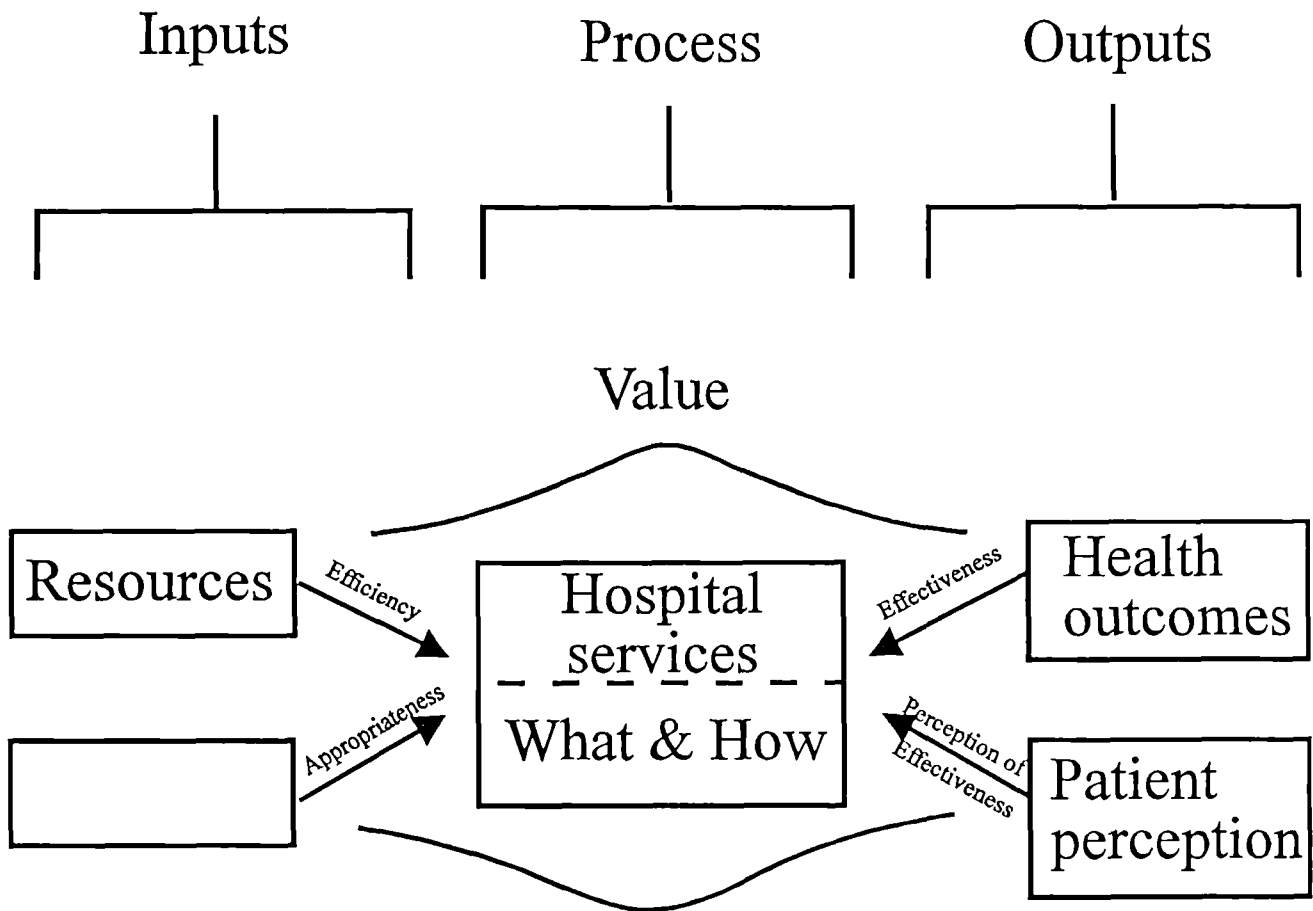 Inputs
Process
Outputs
Value
Resources
Efficiency
Appropriateness
Hospital
services
What & How
Effectiveness
Health
outcomes
Perception of
Effectiveness
Patient
perception